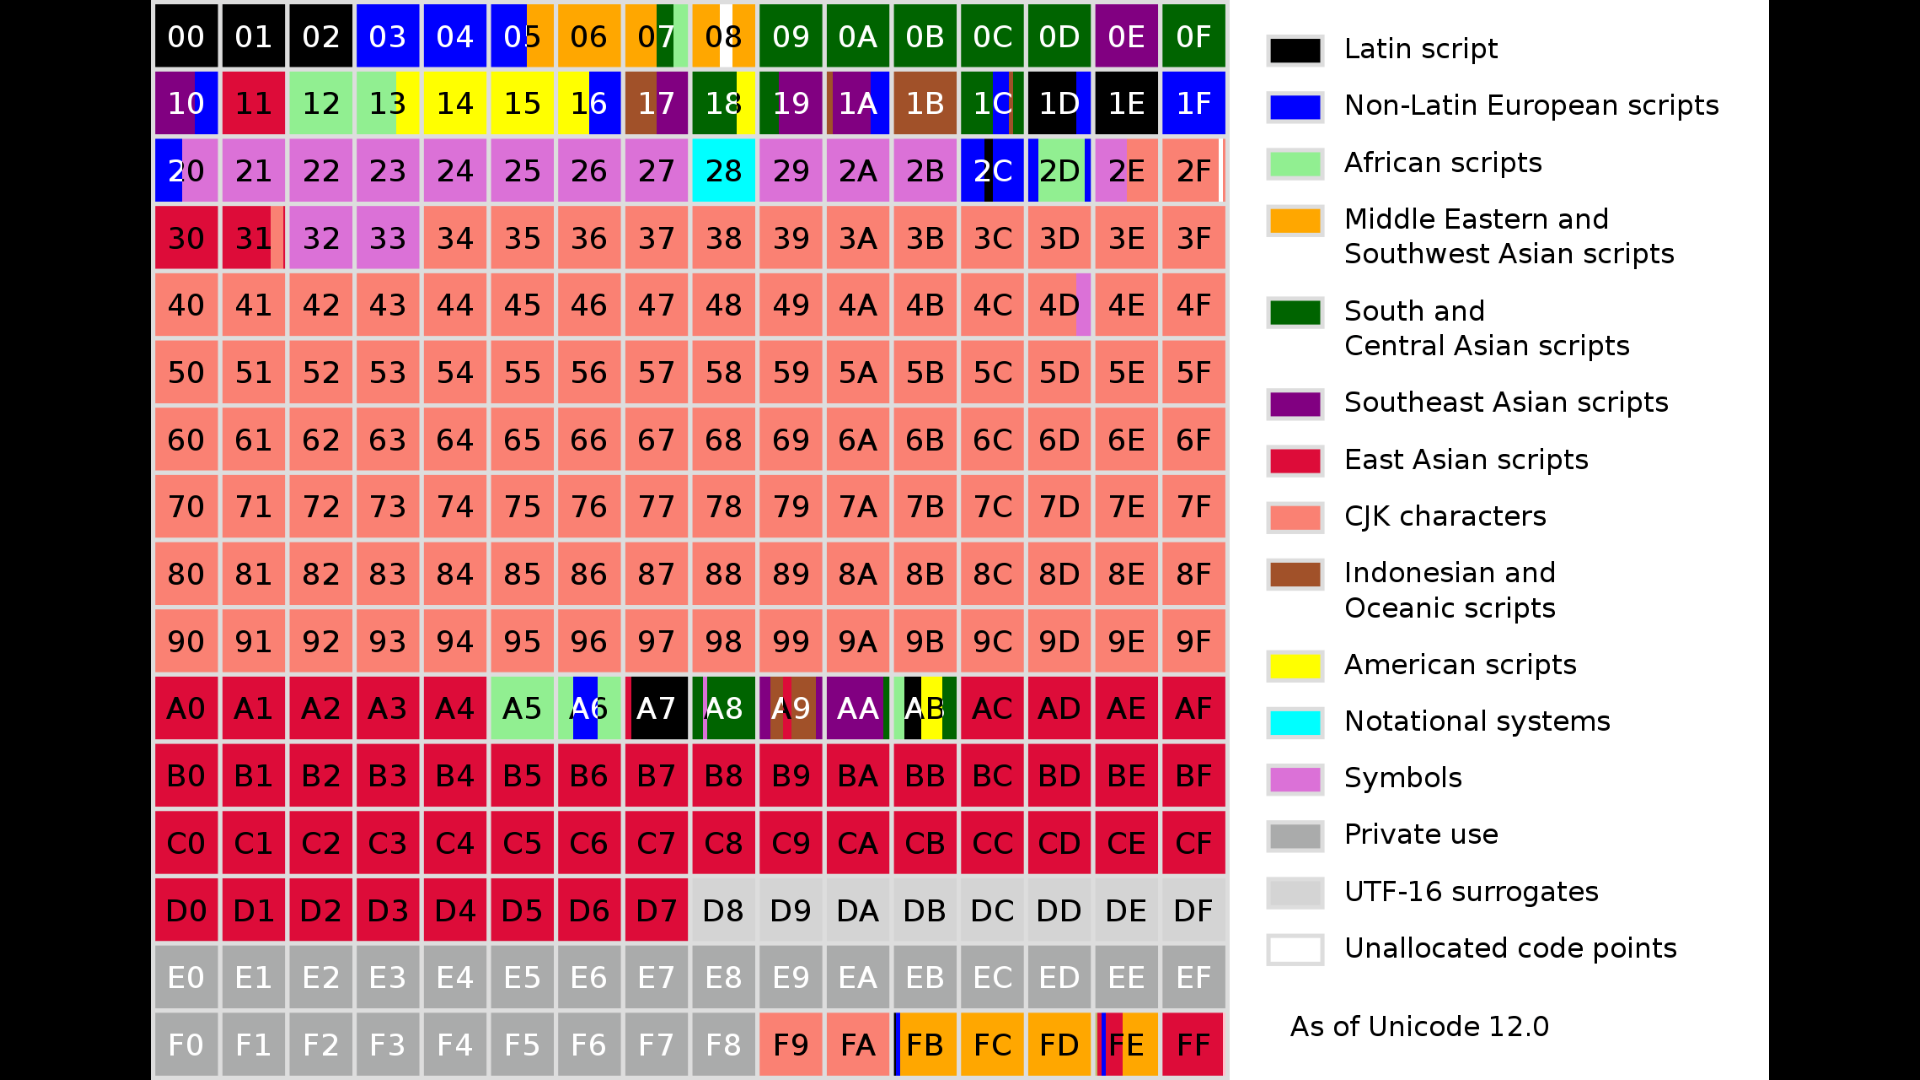 00 01 02 03 04 05 06 07 08 09 0A 0B 0C 0D 0E 0F
10 11 12 13 14 15 16 17 18 19 1A 1B 1C 1D 1E 1F
20 21 22 23 24 25 26 27 28 29 2A 2B 2C 2D 2E 2F
30 31 32 33 34 35 36 37 38 39 3A 3B 3C 3D 3E 3F
40 41 42 43 44 45 46 47 48 49 4A 4B 4C 4D 4E 4F
50 51 52 53 54 55 56 57 58 59 5A 5B 5C 5D 5E 5F
60 61 62 63 64 65 66 67 68 69 6A 6B 6C 6D 6E 6F
70 71 72 73 74 75 76 77 78 79 7A 7B 7C 7D 7E 7F
80 81 82 83 84 85 86 87 88 89 8A 8B 8C 8D 8E 8F
90 91 92 93 94 95 96 97 98 99 9A 9B 9C 9D 9E 9F
A0 A1 A2 A3 A4 A5 A6 A7 A8 A9 AA AB AC AD AE AF
B0 B1 B2 B3 B4 B5 B6 B7 B8 B9 BA BB BC BD BE BF
C0 C1 C2 C3 C4 C5 C6 C7 C8 C9 CA CB CC CD CE CF
D0 D1 D2 D3 D4 D5 D6 D7 D8 D9 DA DB DC DD DE DF
E0 E1 E2 E3 E4 E5 E6 E7 E8 E9 EA EB EC ED EE EF
F0 F1 F2 F3 F4 F5 F6 F7 F8 F9 FA FB FC FD FE FF
Latin script
Non-Latin European scripts
African scripts
Middle Eastern and
Southwest Asian scripts
South and
Central Asian scripts
Southeast Asian scripts
East Asian scripts
CJK characters
Indonesian and
Oceanic scripts
American scripts
Notational systems
Symbols
Private use
UTF-16 surrogates
Unallocated code points
As of Unicode 12.0